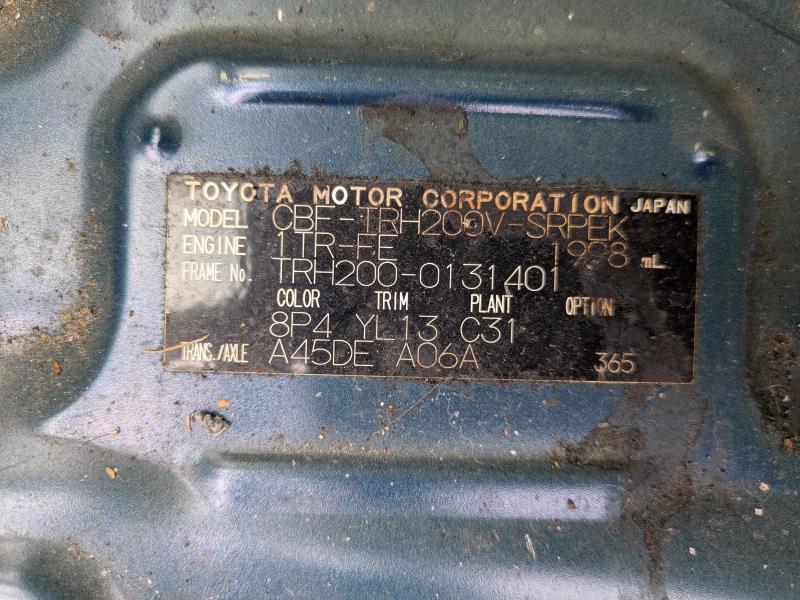 TOYOTA MOTOR CORPORATION JAPAN
MODEL CBF-TRH200V-SRPEK
ENGINE 1TR-FE 1998 mL
FRAME No. TRH200-0131401
COLOR TRIM PLANT OPTION
8P4 YL13 C31
TRANS./AXLE A45DE A06A 365